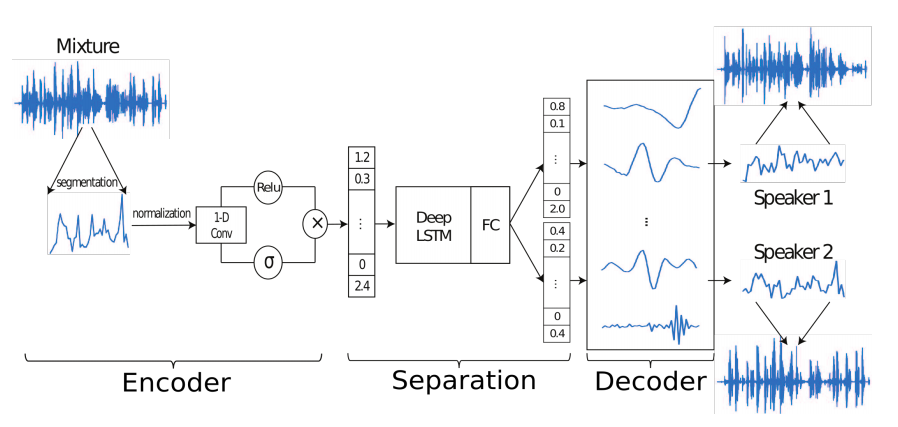 Mixture
segmentation
normalization
1-D
Conv
Relu
σ
×
1.2
0.3
⋮
0
2.4
Deep
LSTM
FC
0.8
0.1
⋮
0
2.0
0.4
0.2
⋮
0
0.4
...
Speaker 1
Speaker 2
Encoder
Separation
Decoder